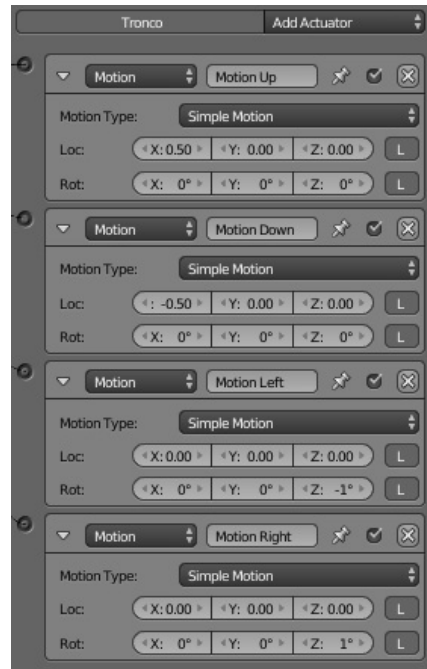 Tronco Add Actuator
Motion Motion Up
Motion Type: Simple Motion
Loc: X: 0.50 Y: 0.00 Z: 0.00 L
Rot: X: 0° Y: 0° Z: 0° L
Motion Motion Down
Motion Type: Simple Motion
Loc: : -0.50 Y: 0.00 Z: 0.00 L
Rot: X: 0° Y: 0° Z: 0° L
Motion Motion Left
Motion Type: Simple Motion
Loc: X: 0.00 Y: 0.00 Z: 0.00 L
Rot: X: 0° Y: 0° Z: -1° L
Motion Motion Right
Motion Type: Simple Motion
Loc: X: 0.00 Y: 0.00 Z: 0.00 L
Rot: X: 0° Y: 0° Z: 1° L